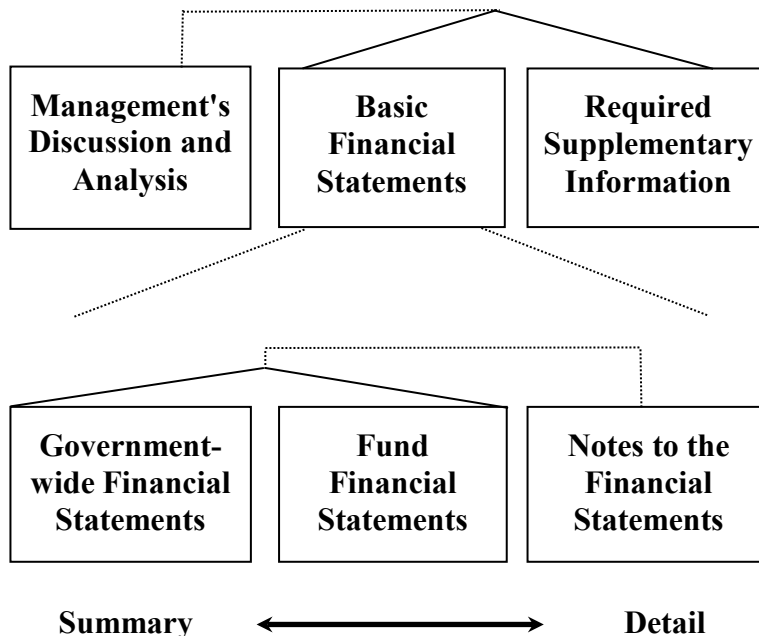 Management's
Discussion and
Analysis
Basic
Financial
Statements
Required
Supplementary
Information
Government-
wide Financial
Statements
Fund
Financial
Statements
Notes to the
Financial
Statements
Summary
Detail